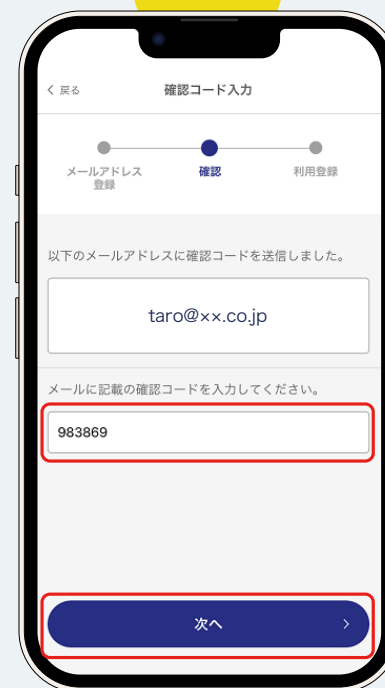 戻る
確認コード入力
メールアドレス
登録
確認
利用登録
以下のメールアドレスに確認コードを送信しました。
taro@××.co.jp
メールに記載の確認コードを入力してください。
983869
次へ